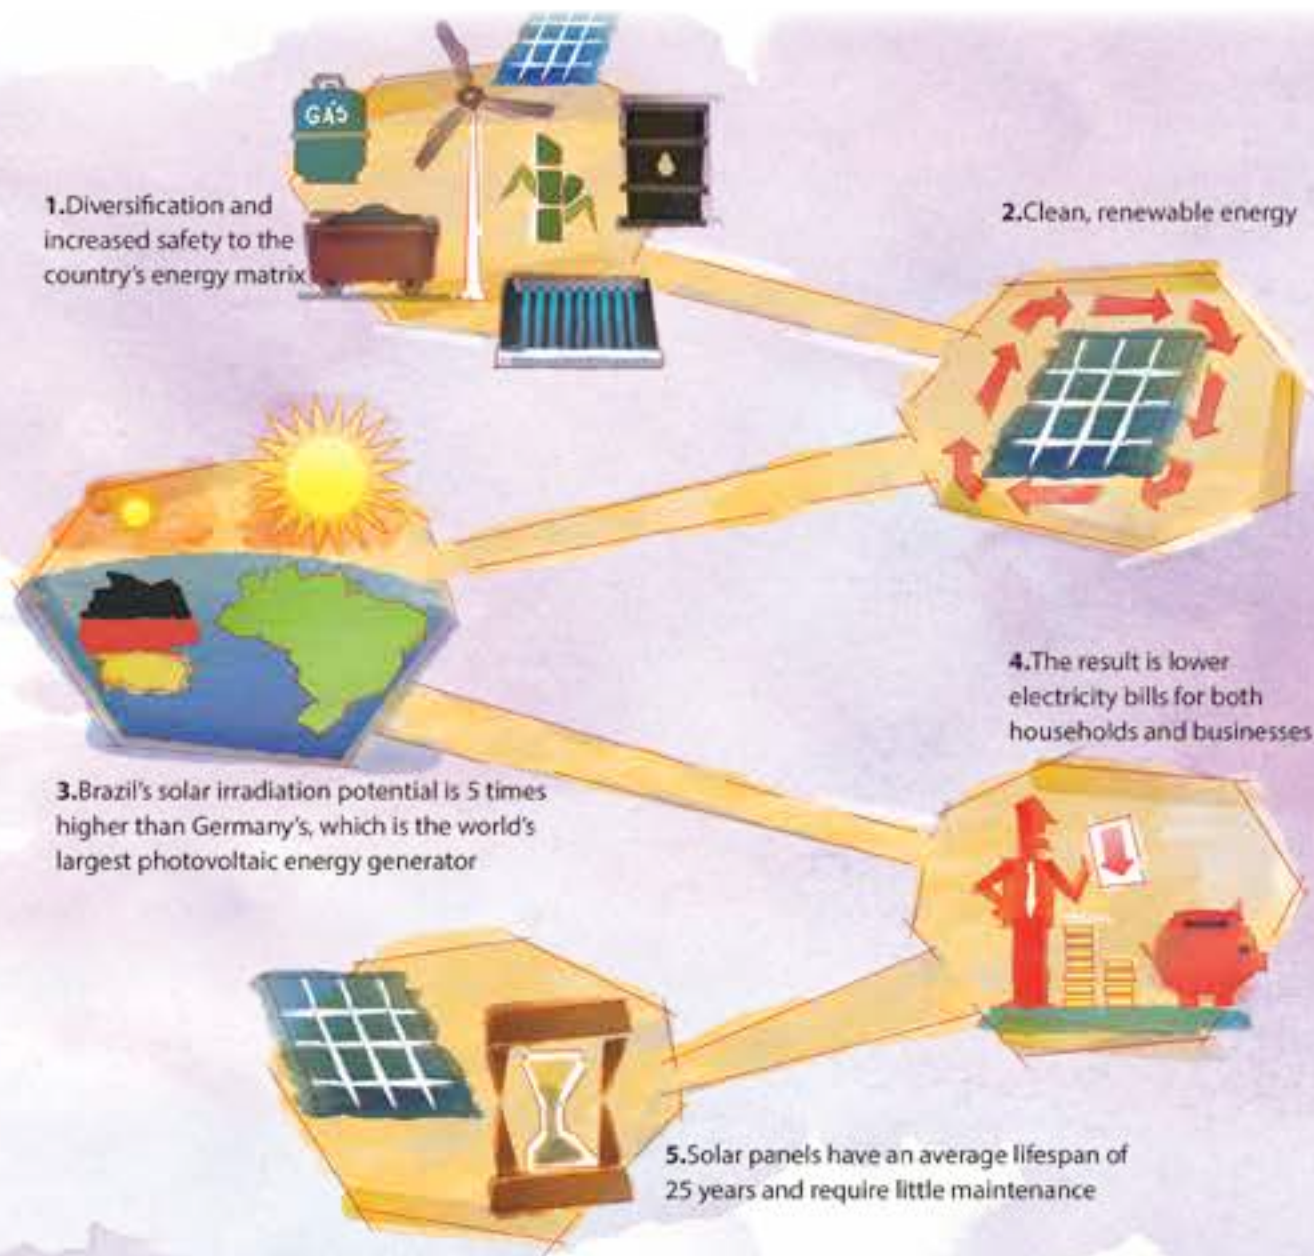 GÁS
1.Diversification and
increased safety to the
country's energy matrix
2.Clean, renewable energy
3.Brazil's solar irradiation potential is 5 times
higher than Germany's, which is the world's
largest photovoltaic energy generator
4.The result is lower
electricity bills for both
households and businesses
5.Solar panels have an average lifespan of
25 years and require little maintenance